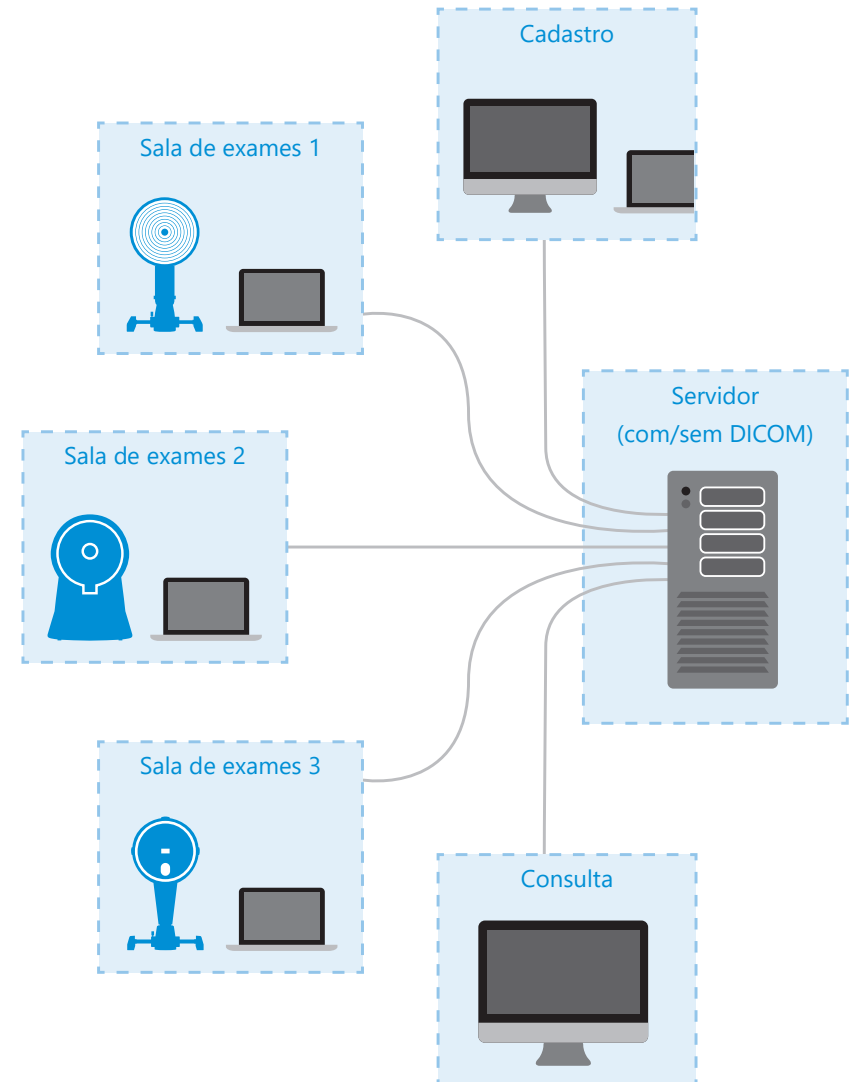 Cadastro
Sala de exames 1
Servidor
(com/sem DICOM)
Sala de exames 2
Sala de exames 3
Consulta